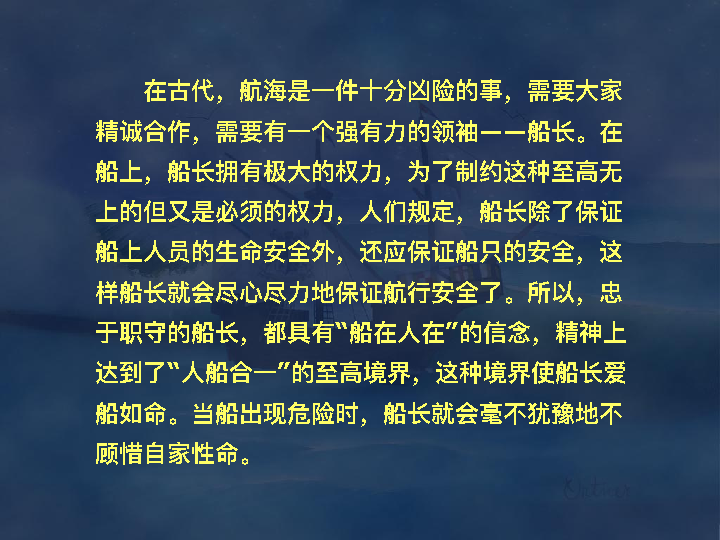 在古代，航海是一件十分凶险的事，需要大家
精诚合作，需要有一个强有力的领袖——船长。在
船上，船长拥有极大的权力，为了制约这种至高无
上的但又是必须的权力，人们规定，船长除了保证
船上人员的生命安全外，还应保证船只的安全，这
样船长就会尽心尽力地保证航行安全了。所以，忠
于职守的船长，都具有“船在人在”的信念，精神上
达到了“人船合一”的至高境界，这种境界使船长爱
船如命。当船出现危险时，船长就会毫不犹豫地不
顾惜自家性命。